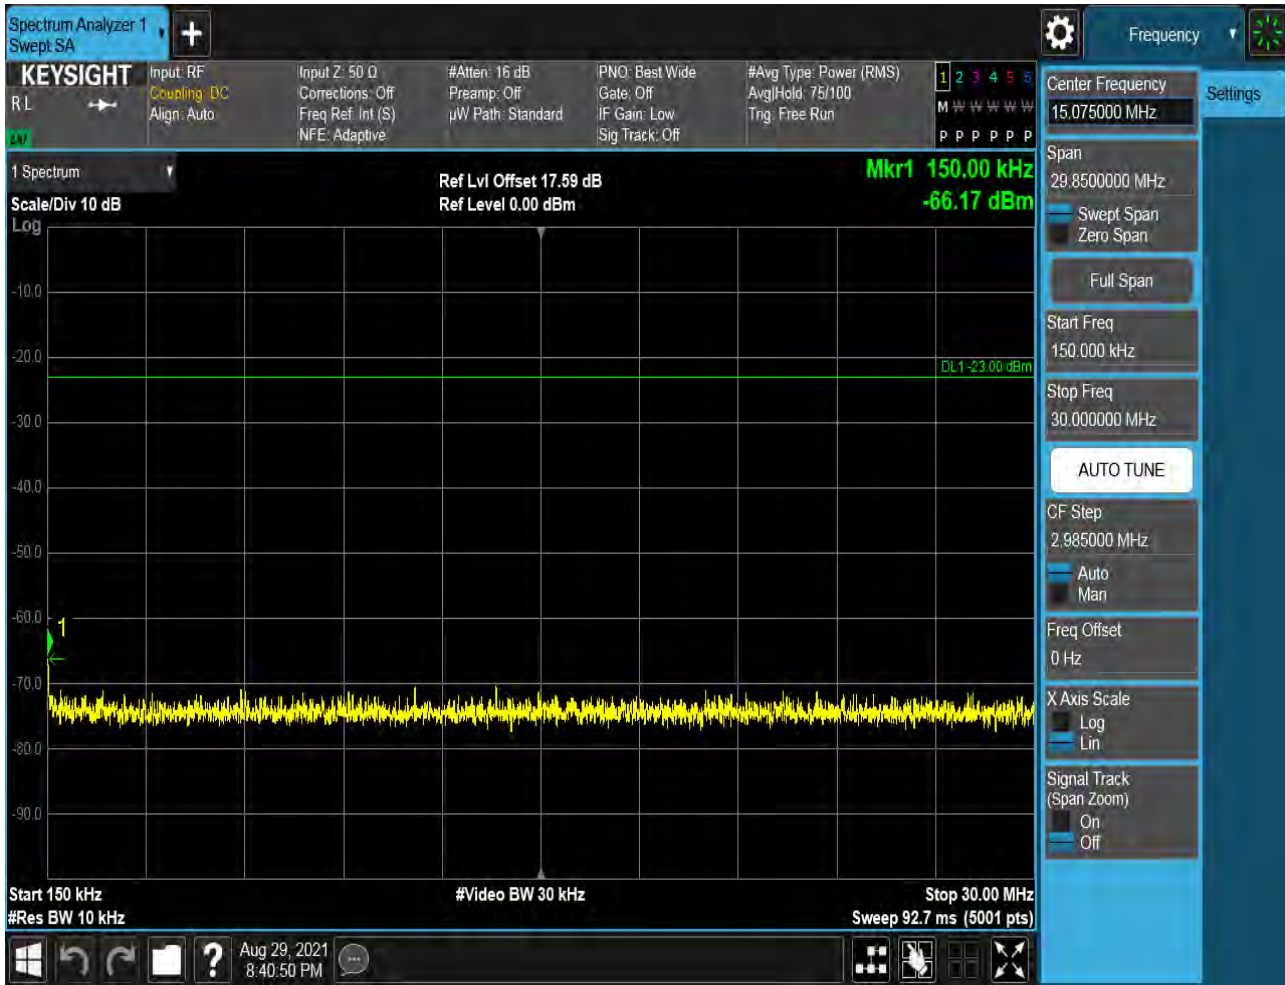 Spectrum Analyzer 1
Swept SA
+
Frequency
KEYSIGHT
R L
LNI
Input: RF
Coupling: DC
Align: Auto
Input Z: 50 Ω
Corrections: Off
Freq Ref: Int (S)
NFE: Adaptive
#Atten: 16 dB
Preamp: Off
µW Path: Standard
PNO: Best Wide
Gate: Off
IF Gain: Low
Sig Track: Off
#Avg Type: Power (RMS)
Avg|Hold: 75/100
Trig: Free Run
1 2 3 4 5 6
M W W W W W
P P P P P P
1 Spectrum
Scale/Div 10 dB
Log
Ref Lvl Offset 17.59 dB
Ref Level 0.00 dBm
Mkr1 150.00 kHz
-66.17 dBm
-10.0
-20.0
DL1 -23.00 dBm
-30.0
-40.0
-50.0
-60.0
1
-70.0
-80.0
-90.0
Start 150 kHz
#Res BW 10 kHz
#Video BW 30 kHz
Stop 30.00 MHz
Sweep 92.7 ms (5001 pts)
Center Frequency
15.075000 MHz
Settings
Span
29.8500000 MHz
Swept Span
Zero Span
Full Span
Start Freq
150.000 kHz
Stop Freq
30.000000 MHz
AUTO TUNE
CF Step
2.985000 MHz
Auto
Man
Freq Offset
0 Hz
X Axis Scale
Log
Lin
Signal Track
(Span Zoom)
On
Off
?
Aug 29, 2021
8:40:50 PM